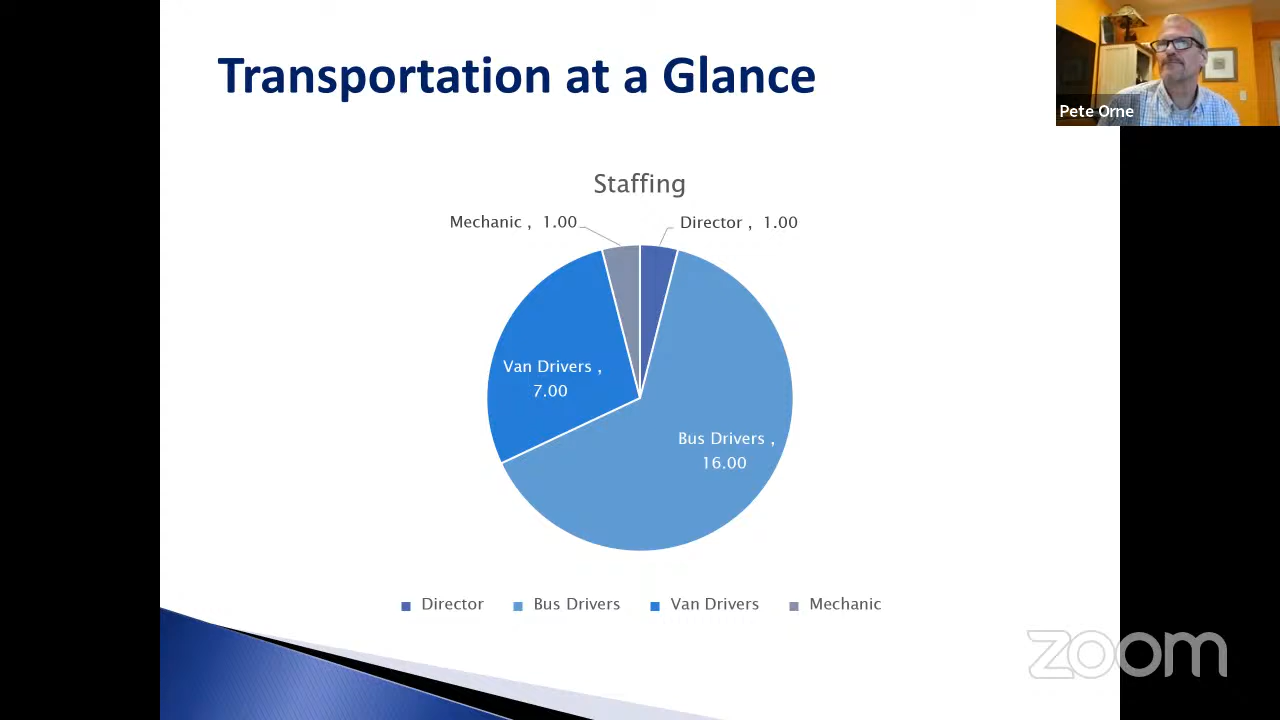 Transportation at a Glance
Pete Orne
Staffing
Mechanic , 1.00
Director , 1.00
Van Drivers ,
7.00
Bus Drivers ,
16.00
Director
Bus Drivers
Van Drivers
Mechanic
zoom